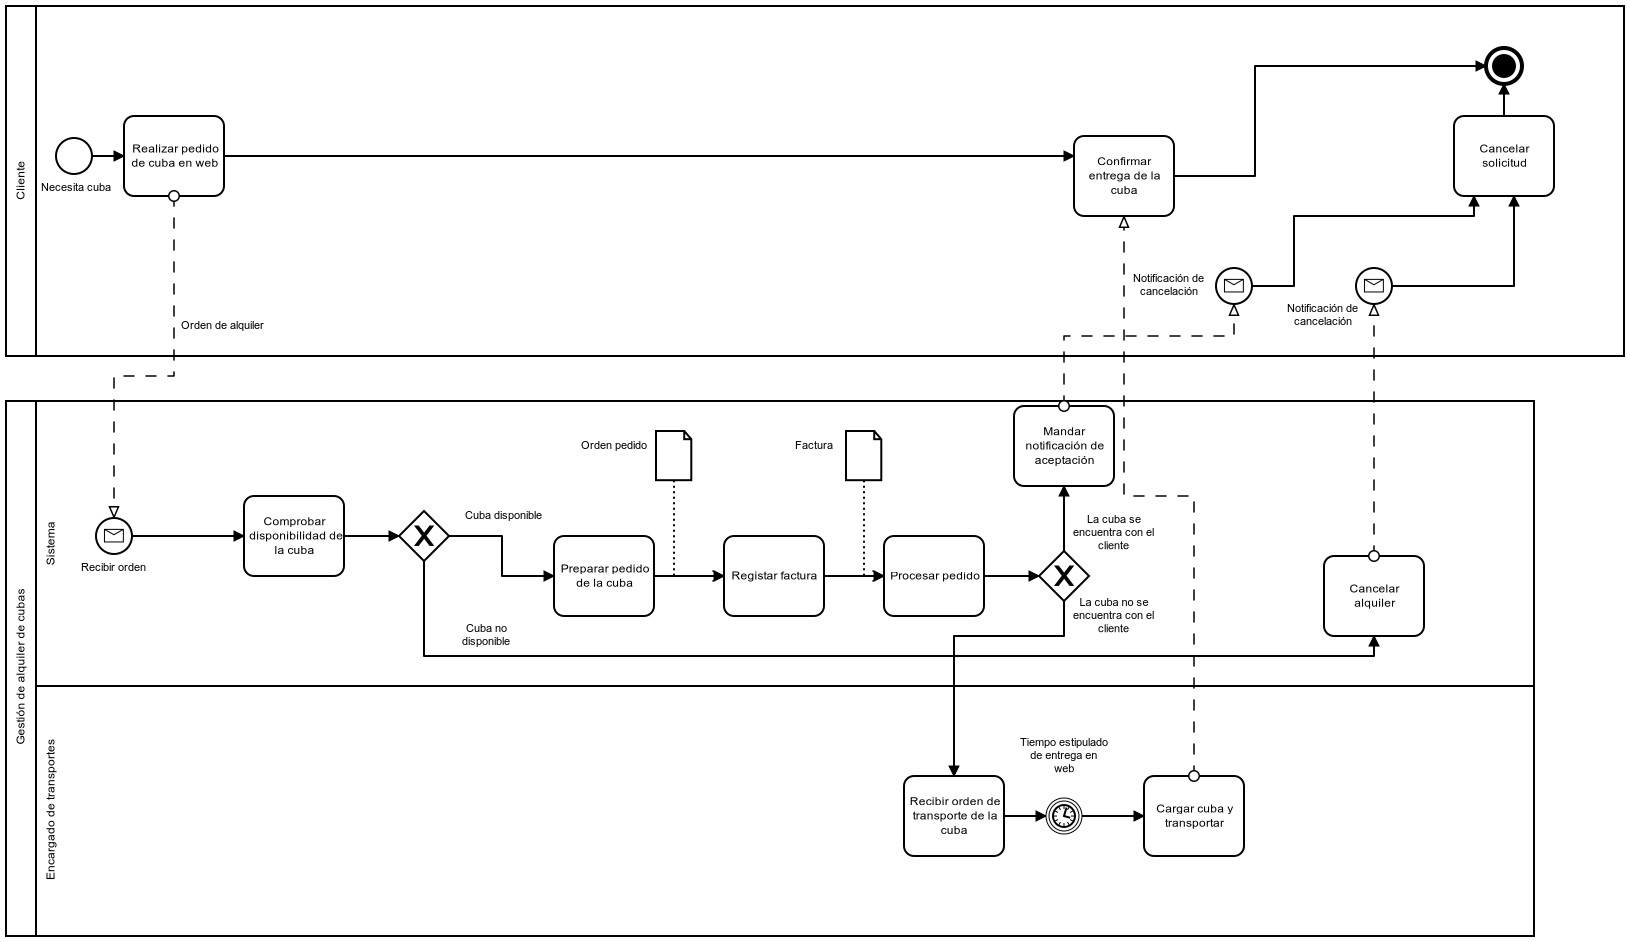 Cliente
Necesita cuba
Realizar pedido
de cuba en web
Confirmar
entrega de la
cuba
Cancelar
solicitud
Notificación de
cancelación
Notificación de
cancelación
Orden de alquiler
Gestión de alquiler de cubas
Sistema
Recibir orden
Comprobar
disponibilidad de
la cuba
Cuba disponible
Cuba no
disponible
Orden pedido
Preparar pedido
de la cuba
Registar factura
Factura
Procesar pedido
Mandar
notificación de
aceptación
La cuba se
encuentra con el
cliente
La cuba no se
encuentra con el
cliente
Cancelar
alquiler
Encargado de transportes
Recibir orden de
transporte de la
cuba
Tiempo estipulado
de entrega en
web
Cargar cuba y
transportar